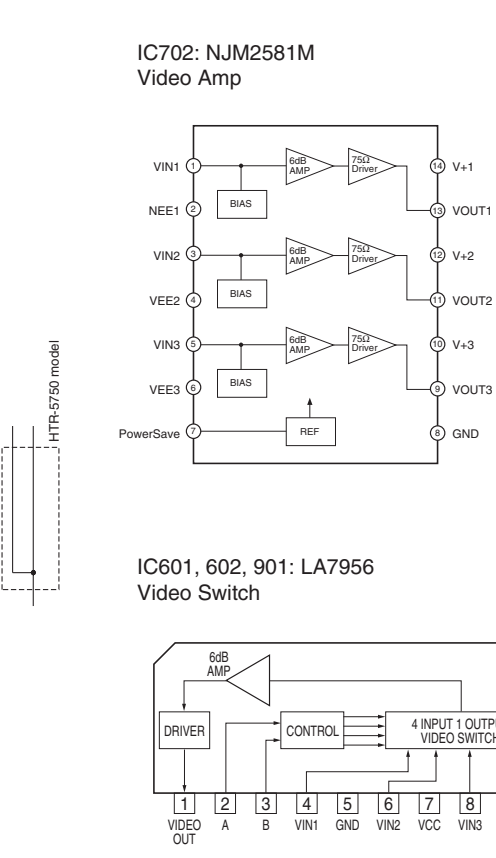 IC702: NJM2581M
Video Amp
VIN1 1
6dB
AMP
75Ω
Driver
14 V+1
BIAS
NEE1 2
13 VOUT1
VIN2 3
6dB
AMP
75Ω
Driver
12 V+2
BIAS
VEE2 4
11 VOUT2
VIN3 5
6dB
AMP
75Ω
Driver
10 V+3
BIAS
VEE3 6
9 VOUT3
PowerSave 7
REF
8 GND
HTR-5750 model
IC601, 602, 901: LA7956
Video Switch
6dB
AMP
DRIVER
CONTROL
4 INPUT 1 OUTPU
VIDEO SWITCH
1 2 3 4 5 6 7 8
VIDEO
OUT
A B VIN1 GND VIN2 VCC VIN3